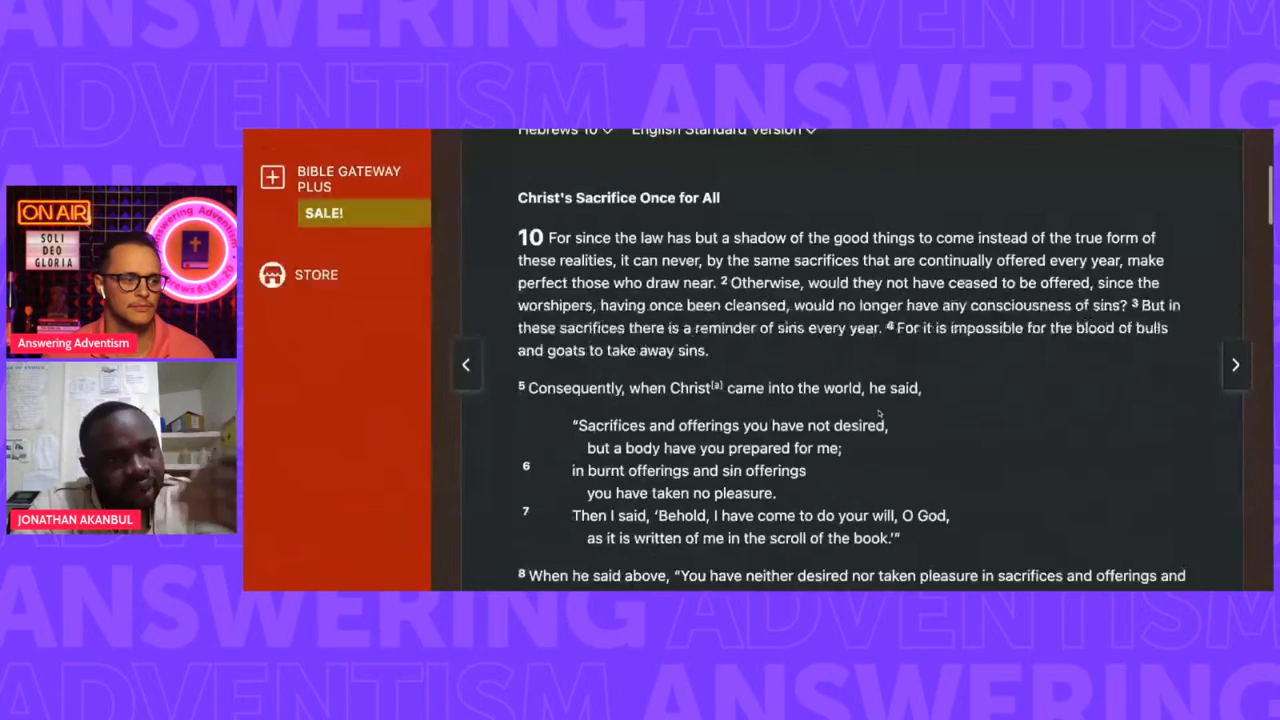 ANSWERING ADVENTISM
ADVENTISM ANSWERING
ANSWERING ADVENTISM
Hebrews 10 English Standard Version
BIBLE GATEWAY
PLUS
SALE!
STORE
Christ's Sacrifice Once for All
10 For since the law has but a shadow of the good things to come instead of the true form of
these realities, it can never, by the same sacrifices that are continually offered every year, make
perfect those who draw near. 2 Otherwise, would they not have ceased to be offered, since the
worshipers, having once been cleansed, would no longer have any consciousness of sins? 3 But in
these sacrifices there is a reminder of sins every year. 4 For it is impossible for the blood of bulls
and goats to take away sins.
5 Consequently, when Christ[a] came into the world, he said,
“Sacrifices and offerings you have not desired,
but a body have you prepared for me;
6 in burnt offerings and sin offerings
you have taken no pleasure.
7 Then I said, ‘Behold, I have come to do your will, O God,
as it is written of me in the scroll of the book.’”
8 When he said above, “You have neither desired nor taken pleasure in sacrifices and offerings and
ON AIR
SOLI
DEO
GLORIA
Answering Adventism
Answering Adventism
JONATHAN AKANBUL
ANSWERING ADVENTISM
ADVENTISM ANSWERING